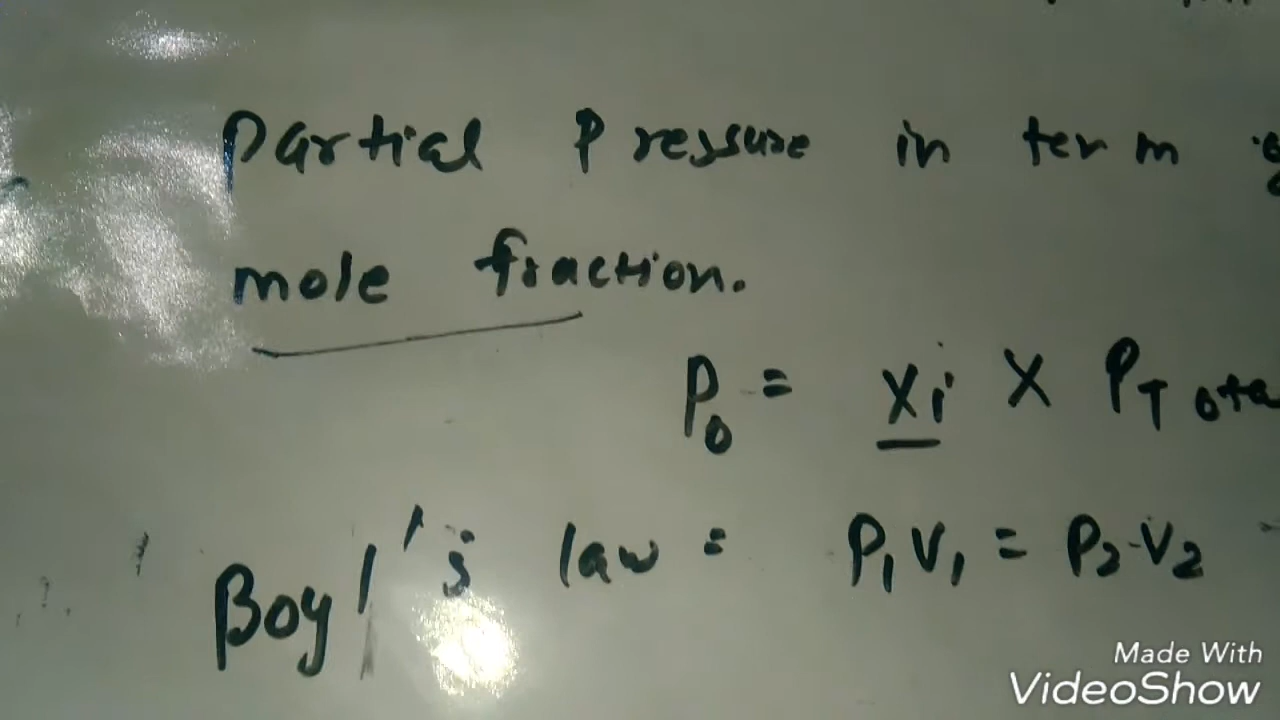 Partial Pressure in term
mole fraction.
P₀ = xi X PTota
Boyl's law = P₁V₁ = P₂V₂
Made With
VideoShow